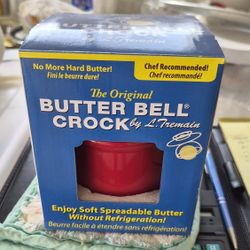 No More Hard Butter!
Fini le beurre dure!
Chef Recommended!
Chef recommandé!
The Original
BUTTER BELL®
CROCK by L. Tremain
Enjoy Soft Spreadable Butter
Without Refrigeration!
Beurre facile à étendre sans réfrigération!